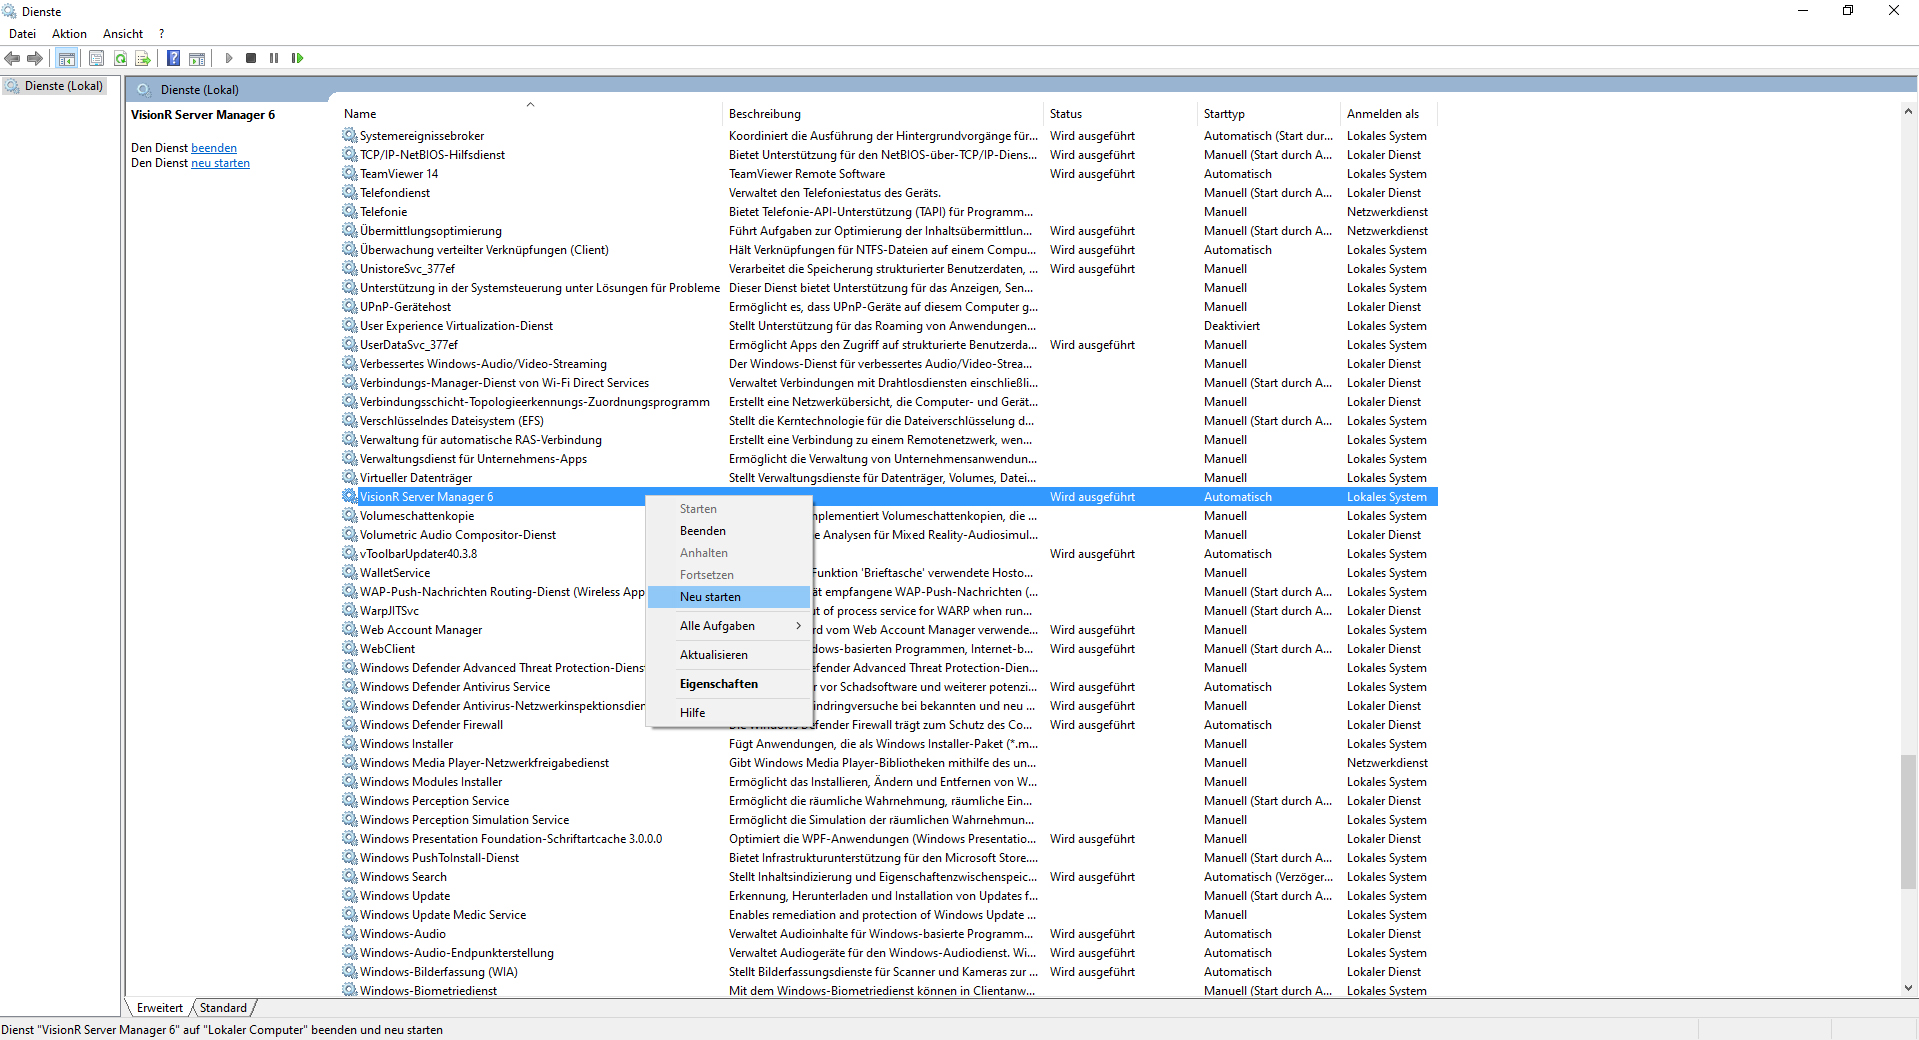 Dienste
Datei Aktion Ansicht ?
Dienste (Lokal)
Dienste (Lokal)
VisionR Server Manager 6
Den Dienst beenden
Den Dienst neu starten
Name Beschreibung Status Starttyp Anmelden als
Systemereignissebroker Koordiniert die Ausführung der Hintergrundvorgänge für... Wird ausgeführt Automatisch (Start dur... Lokales System
TCP/IP-NetBIOS-Hilfsdienst Bietet Unterstützung für den NetBIOS-über-TCP/IP-Diens... Wird ausgeführt Manuell (Start durch A... Lokaler Dienst
TeamViewer 14 TeamViewer Remote Software Wird ausgeführt Automatisch Lokales System
Telefondienst Verwaltet den Telefoniestatus des Geräts. Manuell (Start durch A... Lokaler Dienst
Telefonie Bietet Telefonie-API-Unterstützung (TAPI) für Programm... Manuell Netzwerkdienst
Übermittlungsoptimierung Führt Aufgaben zur Optimierung der Inhaltsübermittlun... Wird ausgeführt Manuell (Start durch A... Netzwerkdienst
Überwachung verteilter Verknüpfungen (Client) Hält Verknüpfungen für NTFS-Dateien auf einem Compu... Wird ausgeführt Automatisch Lokales System
UnistoreSvc_377ef Verarbeitet die Speicherung strukturierter Benutzerdaten, ... Wird ausgeführt Manuell Lokales System
Unterstützung in der Systemsteuerung unter Lösungen für Probleme Dieser Dienst bietet Unterstützung für das Anzeigen, Sen... Manuell Lokales System
UPnP-Gerätehost Ermöglicht es, dass UPnP-Geräte auf diesem Computer g... Manuell Lokaler Dienst
User Experience Virtualization-Dienst Stellt Unterstützung für das Roaming von Anwendungen... Deaktiviert Lokales System
UserDataSvc_377ef Ermöglicht Apps den Zugriff auf strukturierte Benutzerda... Wird ausgeführt Manuell Lokales System
Verbessertes Windows-Audio/Video-Streaming Der Windows-Dienst für verbessertes Audio/Video-Strea... Manuell Lokaler Dienst
Verbindungs-Manager-Dienst von Wi-Fi Direct Services Verwaltet Verbindungen mit Drahtlosdiensten einschließli... Manuell (Start durch A... Lokaler Dienst
Verbindungsschicht-Topologieerkennungs-Zuordnungsprogramm Erstellt eine Netzwerkübersicht, die Computer- und Gerät... Manuell Lokaler Dienst
Verschlüsselndes Dateisystem (EFS) Stellt die Kerntechnologie für die Dateiverschlüsselung d... Manuell (Start durch A... Lokales System
Verwaltung für automatische RAS-Verbindung Erstellt eine Verbindung zu einem Remotenetzwerk, wen... Manuell Lokales System
Verwaltungsdienst für Unternehmens-Apps Ermöglicht die Verwaltung von Unternehmensanwendun... Manuell Lokales System
Virtueller Datenträger Stellt Verwaltungsdienste für Datenträger, Volumes, Datei... Manuell Lokales System
VisionR Server Manager 6 Wird ausgeführt Automatisch Lokales System
Volumeschattenkopie mplementiert Volumeschattenkopien, die ... Manuell Lokales System
Volumetric Audio Compositor-Dienst e Analysen für Mixed Reality-Audiosimul... Manuell Lokaler Dienst
vToolbarUpdater40.3.8 Wird ausgeführt Automatisch Lokales System
WalletService Funktion 'Brieftasche' verwendete Hosto... Manuell Lokales System
WAP-Push-Nachrichten Routing-Dienst (Wireless App ät empfangene WAP-Push-Nachrichten (... Manuell (Start durch A... Lokales System
WarpJITSvc ut of process service for WARP when run... Manuell (Start durch A... Lokaler Dienst
Web Account Manager rd vom Web Account Manager verwende... Wird ausgeführt Manuell Lokales System
WebClient dows-basierten Programmen, Internet-b... Wird ausgeführt Manuell (Start durch A... Lokaler Dienst
Windows Defender Advanced Threat Protection-Diens efender Advanced Threat Protection-Dien... Manuell Lokales System
Windows Defender Antivirus Service r vor Schadsoftware und weiterer potenzi... Wird ausgeführt Automatisch Lokales System
Windows Defender Antivirus-Netzwerkinspektionsdien indringversuche bei bekannten und neu ... Wird ausgeführt Manuell Lokaler Dienst
Windows Defender Firewall Die Windows Defender Firewall trägt zum Schutz des Co... Wird ausgeführt Automatisch Lokaler Dienst
Windows Installer Fügt Anwendungen, die als Windows Installer-Paket (*.m... Manuell Lokales System
Windows Media Player-Netzwerkfreigabedienst Gibt Windows Media Player-Bibliotheken mithilfe des un... Manuell Netzwerkdienst
Windows Modules Installer Ermöglicht das Installieren, Ändern und Entfernen von W... Manuell Lokales System
Windows Perception Service Ermöglicht die räumliche Wahrnehmung, räumliche Ein... Manuell (Start durch A... Lokaler Dienst
Windows Perception Simulation Service Ermöglicht die Simulation der räumlichen Wahrnehmun... Manuell Lokales System
Windows Presentation Foundation-Schriftartcache 3.0.0.0 Optimiert die WPF-Anwendungen (Windows Presentatio... Wird ausgeführt Manuell Lokaler Dienst
Windows PushToInstall-Dienst Bietet Infrastrukturunterstützung für den Microsoft Store.... Manuell (Start durch A... Lokales System
Windows Search Stellt Inhaltsindizierung und Eigenschaftenzwischenspeic... Wird ausgeführt Automatisch (Verzöger... Lokales System
Windows Update Erkennung, Herunterladen und Installation von Updates f... Manuell (Start durch A... Lokales System
Windows Update Medic Service Enables remediation and protection of Windows Update ... Manuell Lokales System
Windows-Audio Verwaltet Audioinhalte für Windows-basierte Programm... Wird ausgeführt Automatisch Lokaler Dienst
Windows-Audio-Endpunkterstellung Verwaltet Audiogeräte für den Windows-Audiodienst. Wi... Wird ausgeführt Automatisch Lokales System
Windows-Bilderfassung (WIA) Stellt Bilderfassungsdienste für Scanner und Kameras zur ... Wird ausgeführt Automatisch Lokaler Dienst
Windows-Biometriedienst Mit dem Windows-Biometriedienst können in Clientanw... Manuell (Start durch A... Lokales System
Starten
Beenden
Anhalten
Fortsetzen
Neu starten
Alle Aufgaben
Aktualisieren
Eigenschaften
Hilfe
Erweitert Standard
Dienst "VisionR Server Manager 6" auf "Lokaler Computer" beenden und neu starten